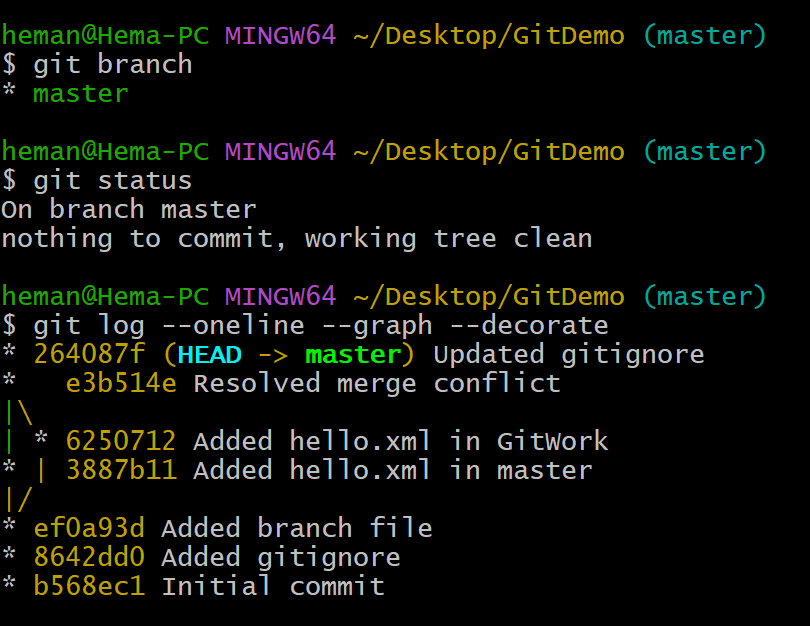 heman@Hema-PC MINGW64 ~/Desktop/GitDemo (master)
$ git branch
* master
heman@Hema-PC MINGW64 ~/Desktop/GitDemo (master)
$ git status
On branch master
nothing to commit, working tree clean
heman@Hema-PC MINGW64 ~/Desktop/GitDemo (master)
$ git log --oneline --graph --decorate
* 264087f (HEAD -> master) Updated gitignore
*   e3b514e Resolved merge conflict
|\
| * 6250712 Added hello.xml in GitWork
* | 3887b11 Added hello.xml in master
|/
* ef0a93d Added branch file
* 8642dd0 Added gitignore
* b568ec1 Initial commit